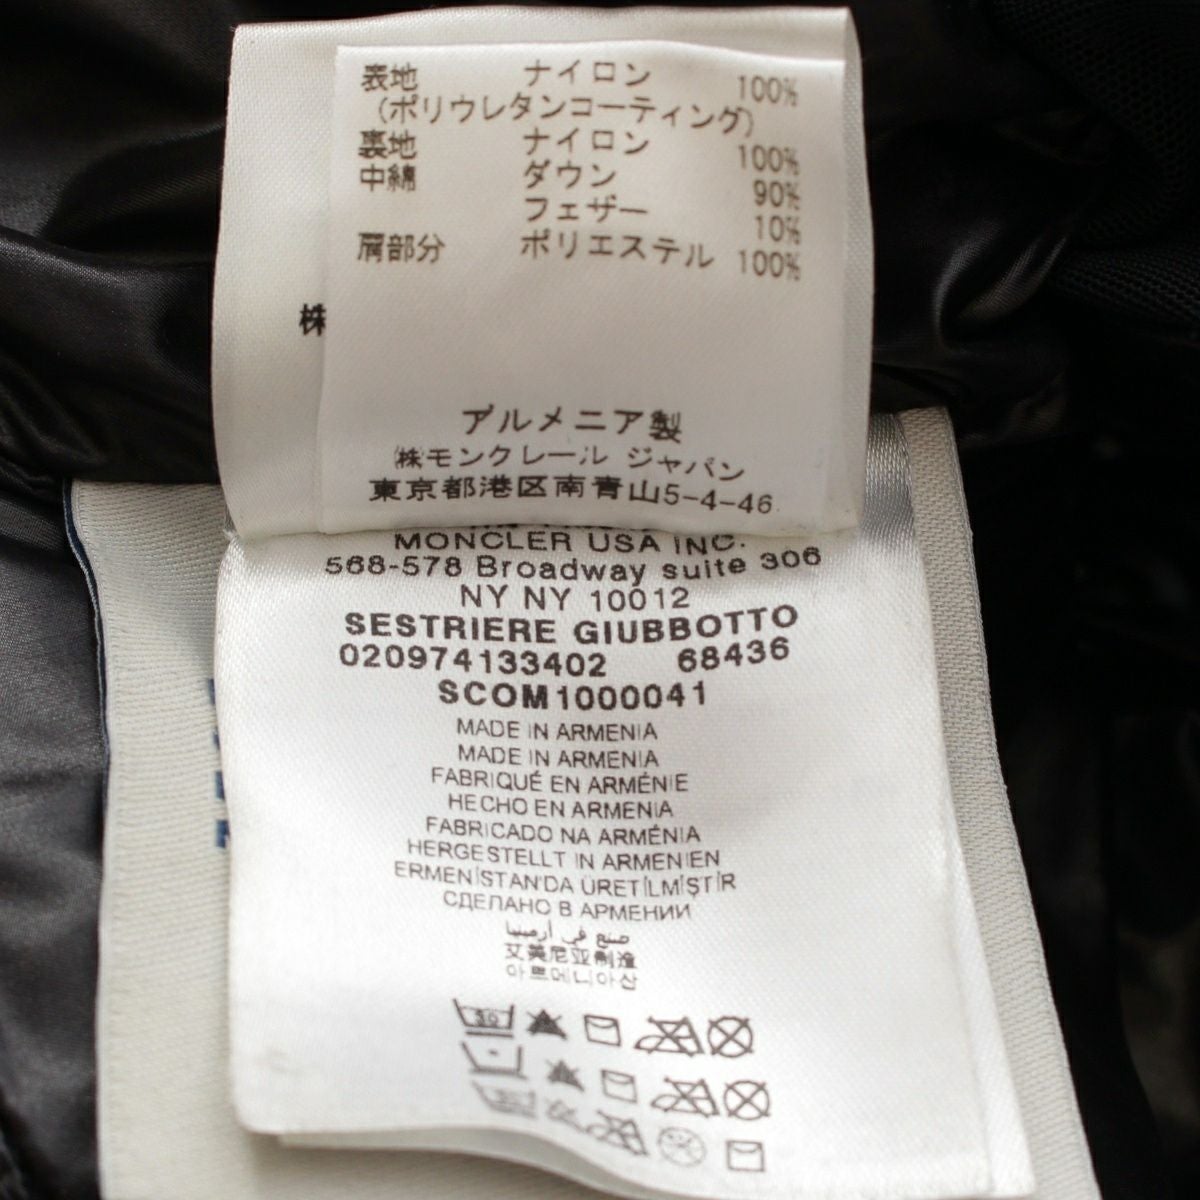 表地 ナイロン 100%
(ポリウレタンコーティング)
裏地 ナイロン 100%
中綿 ダウン 90%
フェザー 10%
肩部分 ポリエステル 100%
株
アルメニア製
㈱モンクレール ジャパン
東京都港区南青山5-4-46
MONCLER USA INC.
568-578 Broadway suite 306
NY NY 10012
SESTRIERE GIUBBOTTO
020974133402 68436
SCOM1000041
MADE IN ARMENIA
MADE IN ARMENIA
FABRIQUÉ EN ARMÉNIE
HECHO EN ARMENIA
FABRICADO NA ARMÉNIA
HERGESTELLT IN ARMENIEN
ERMENİSTAN'DA ÜRETİLMİŞTİR
СДЕЛАНО В АРМЕНИИ
صنع في أرمينيا
艾美尼亚制造
아르메니아산
30